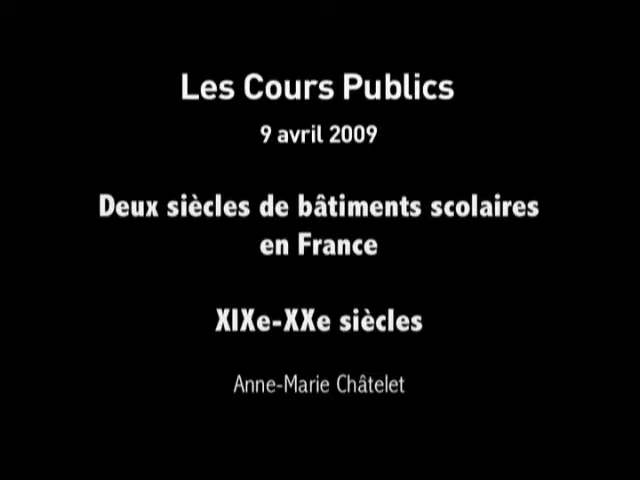 Les Cours Publics
9 avril 2009
Deux siècles de bâtiments scolaires
en France
XIXe-XXe siècles
Anne-Marie Châtelet